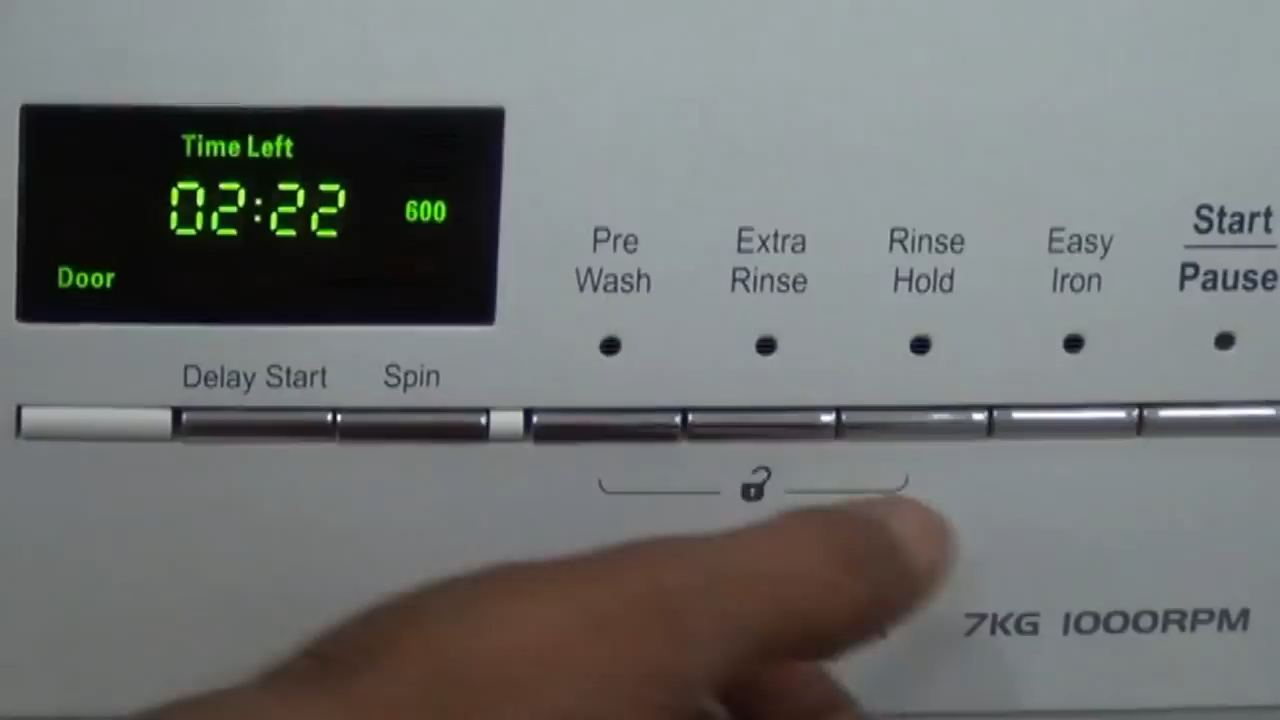 Time Left
02:22
600
Door
Delay Start
Spin
Pre
Wash
Extra
Rinse
Rinse
Hold
Easy
Iron
Start
Pause
7KG 1000RPM